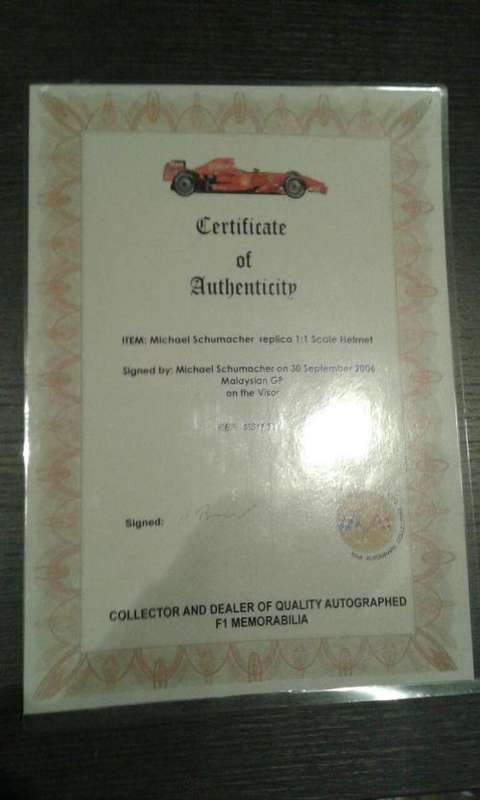 Certificate
of
Authenticity
ITEM: Michael Schumacher replica 1:1 Scale Helmet
Signed by: Michael Schumacher on 30 September 2006
Malaysian GP
on the Visor
Signed:
COLLECTOR AND DEALER OF QUALITY AUTOGRAPHED
F1 MEMORABILIA